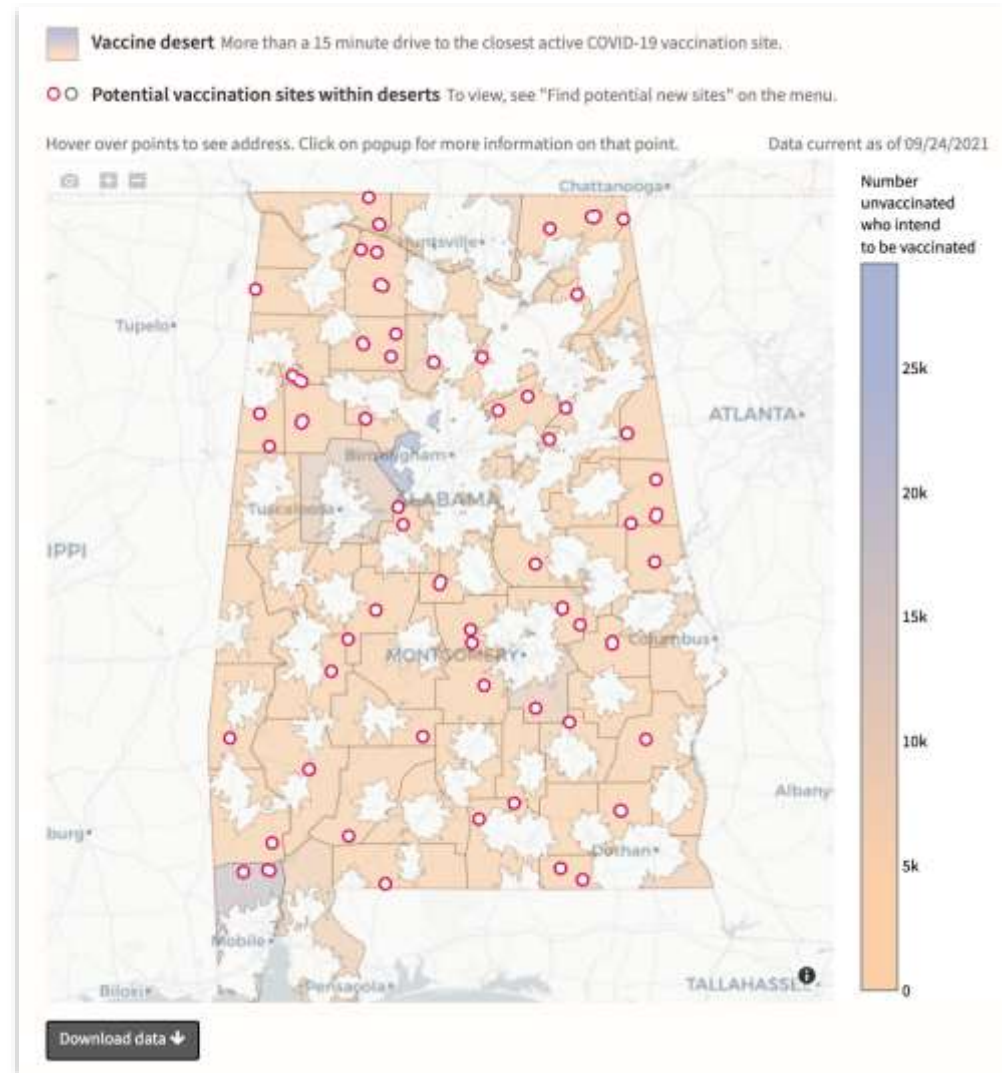 Vaccine desert More than a 15 minute drive to the closest active COVID-19 vaccination site.
Potential vaccination sites within deserts To view, see "Find potential new sites" on the menu.
Hover over points to see address. Click on popup for more information on that point.
Data current as of 09/24/2021
Number
unvaccinated
who intend
to be vaccinated
25k
20k
15k
10k
5k
0
Chattanooga
Huntsville
Tupelo
ATLANTA
Birmingham
ALABAMA
Tuscaloosa
IPPI
Columbus
MONTGOMERY
Albany
burg
Dothan
Mobile
Biloxi
Pensacola
TALLAHASSE
Download data